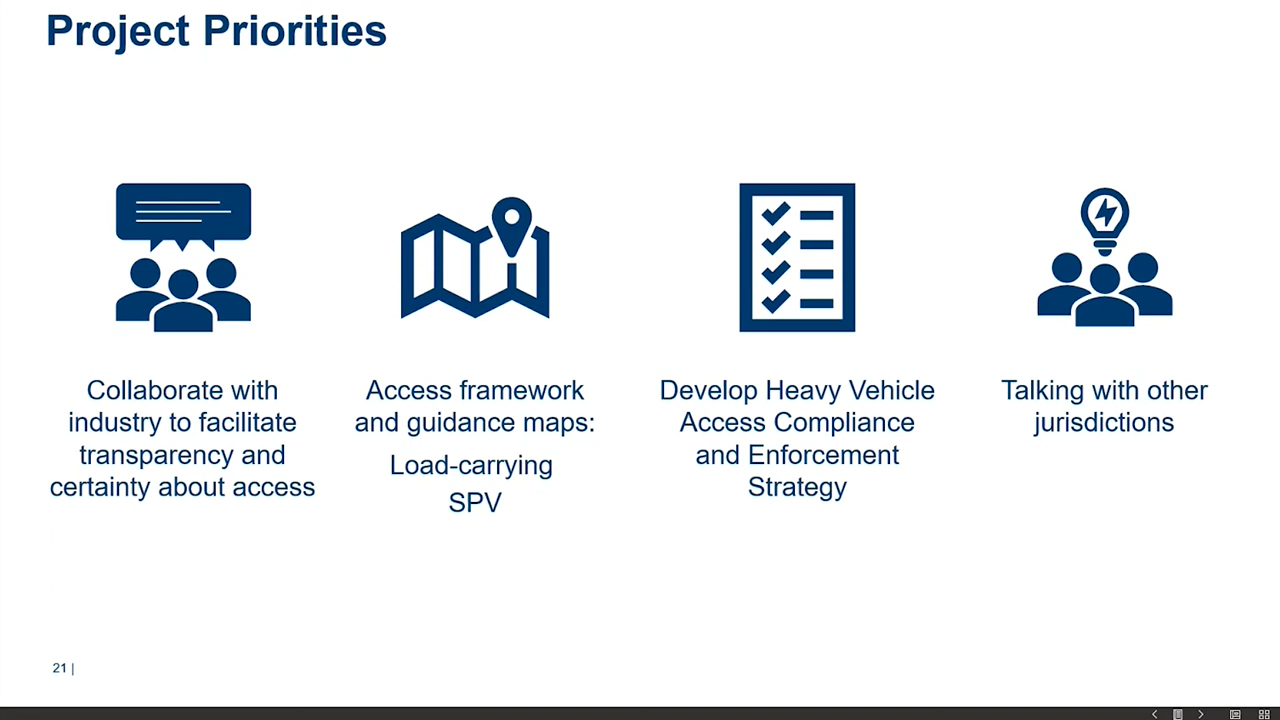 Project Priorities
Collaborate with
industry to facilitate
transparency and
certainty about access
Access framework
and guidance maps:
Load-carrying
SPV
Develop Heavy Vehicle
Access Compliance
and Enforcement
Strategy
Talking with other
jurisdictions
21 |